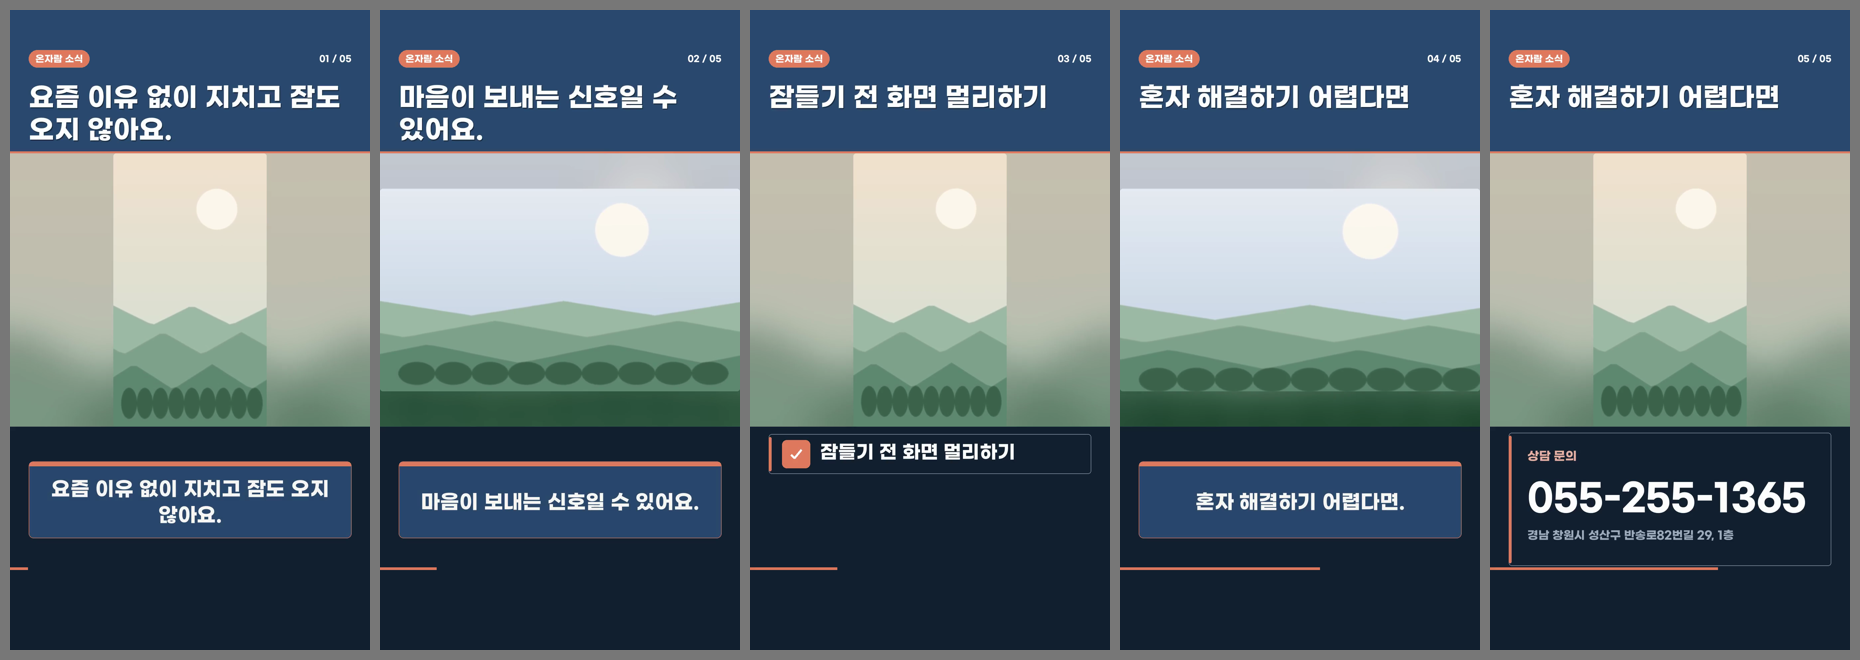 온자람 소식
01 / 05
요즘 이유 없이 지치고 잠도
오지 않아요.
요즘 이유 없이 지치고 잠도 오지
않아요.
온자람 소식
02 / 05
마음이 보내는 신호일 수
있어요.
마음이 보내는 신호일 수 있어요.
온자람 소식
03 / 05
잠들기 전 화면 멀리하기
잠들기 전 화면 멀리하기
온자람 소식
04 / 05
혼자 해결하기 어렵다면
혼자 해결하기 어렵다면.
온자람 소식
05 / 05
혼자 해결하기 어렵다면
상담 문의
055-255-1365
경남 창원시 성산구 반송로82번길 29, 1층